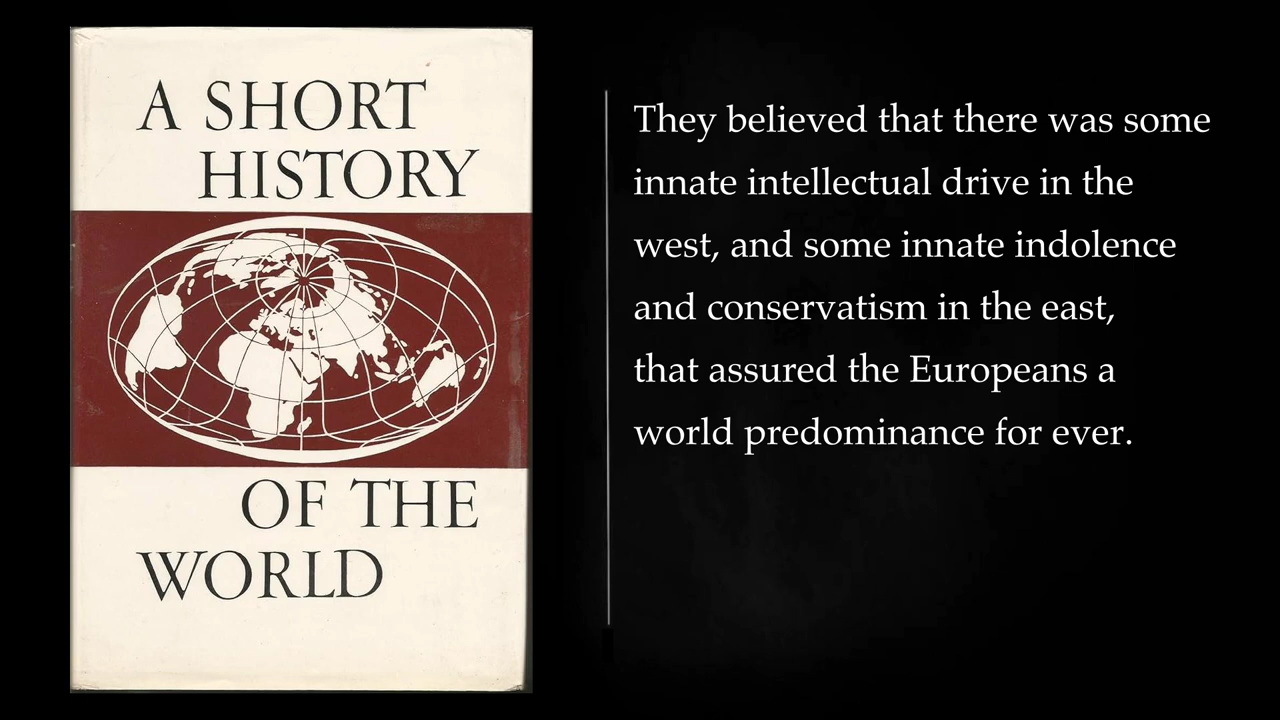 A SHORT
HISTORY
OF THE
WORLD
They believed that there was some
innate intellectual drive in the
west, and some innate indolence
and conservatism in the east,
that assured the Europeans a
world predominance for ever.